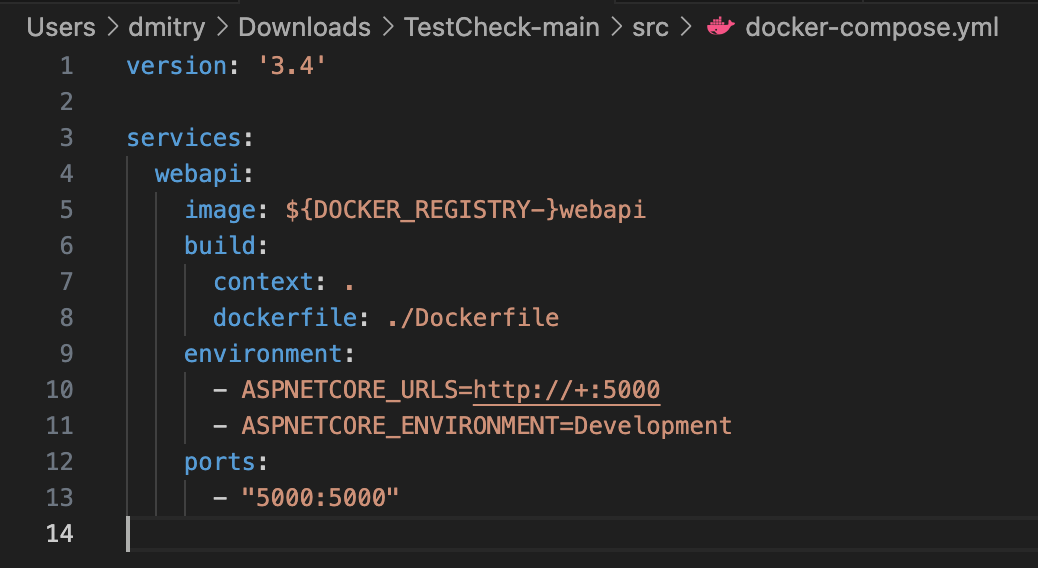 Users > dmitry > Downloads > TestCheck-main > src > docker-compose.yml
1 version: '3.4'
2
3 services:
4   webapi:
5     image: ${DOCKER_REGISTRY-}webapi
6     build:
7       context: .
8       dockerfile: ./Dockerfile
9     environment:
10       - ASPNETCORE_URLS=http://+:5000
11       - ASPNETCORE_ENVIRONMENT=Development
12     ports:
13       - "5000:5000"
14